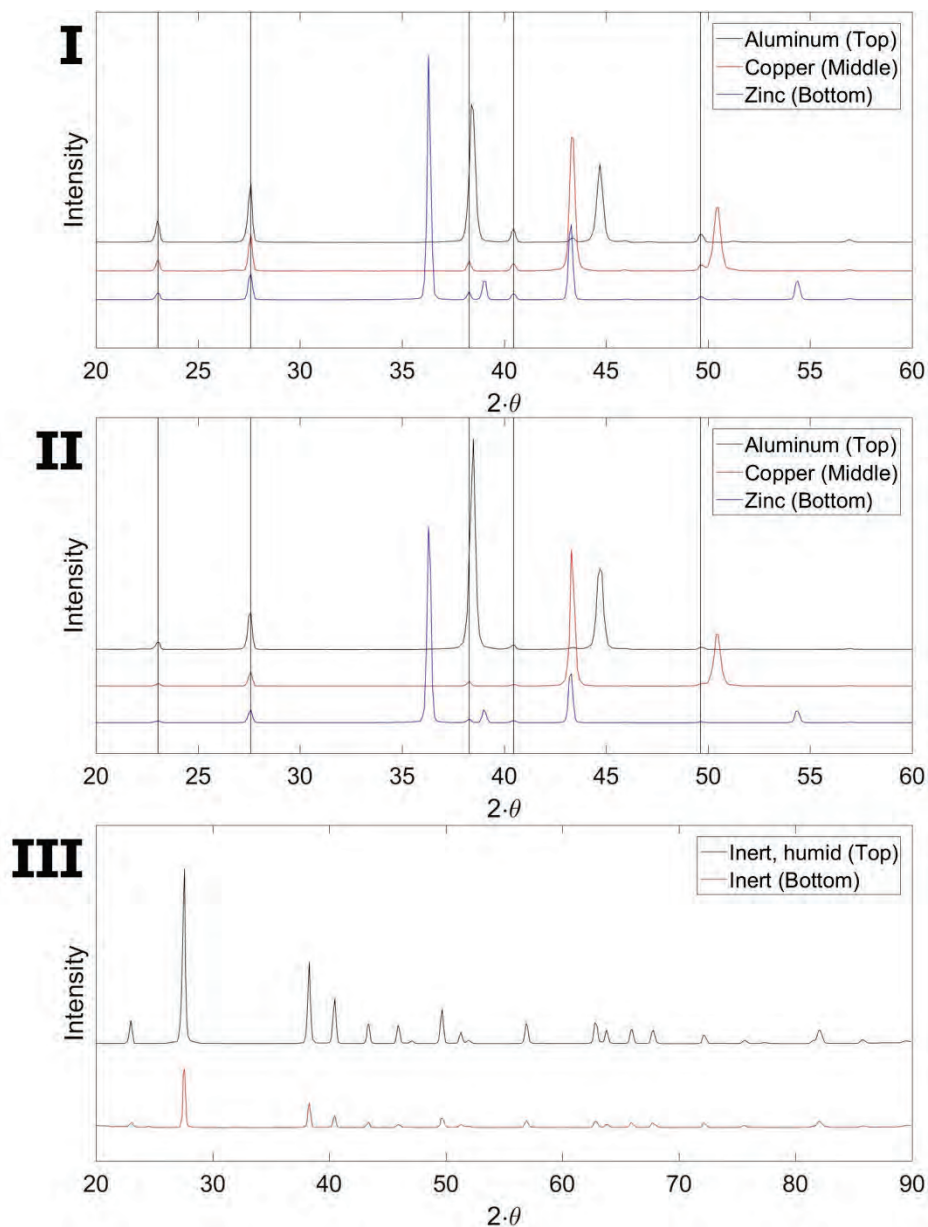 I
Aluminum (Top)
Copper (Middle)
Zinc (Bottom)
Intensity
20 25 30 35 40 45 50 55 60
2·θ
II
Aluminum (Top)
Copper (Middle)
Zinc (Bottom)
Intensity
20 25 30 35 40 45 50 55 60
2·θ
III
Inert, humid (Top)
Inert (Bottom)
Intensity
20 30 40 50 60 70 80 90
2·θ